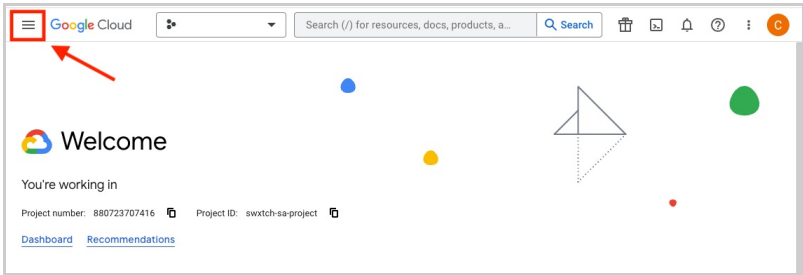 Google Cloud
Search (/) for resources, docs, products, a...
Search
C
Welcome
You're working in
Project number: 880723707416 Project ID: swxtch-sa-project
Dashboard Recommendations